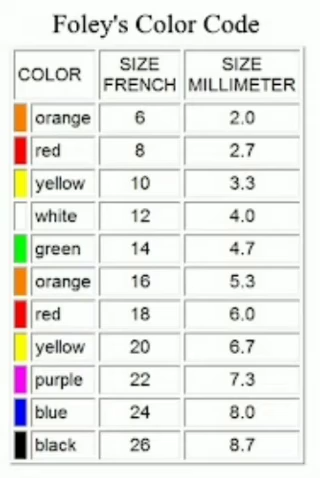 Foley's Color Code
COLOR SIZE FRENCH SIZE MILLIMETER
orange 6 2.0
red 8 2.7
yellow 10 3.3
white 12 4.0
green 14 4.7
orange 16 5.3
red 18 6.0
yellow 20 6.7
purple 22 7.3
blue 24 8.0
black 26 8.7